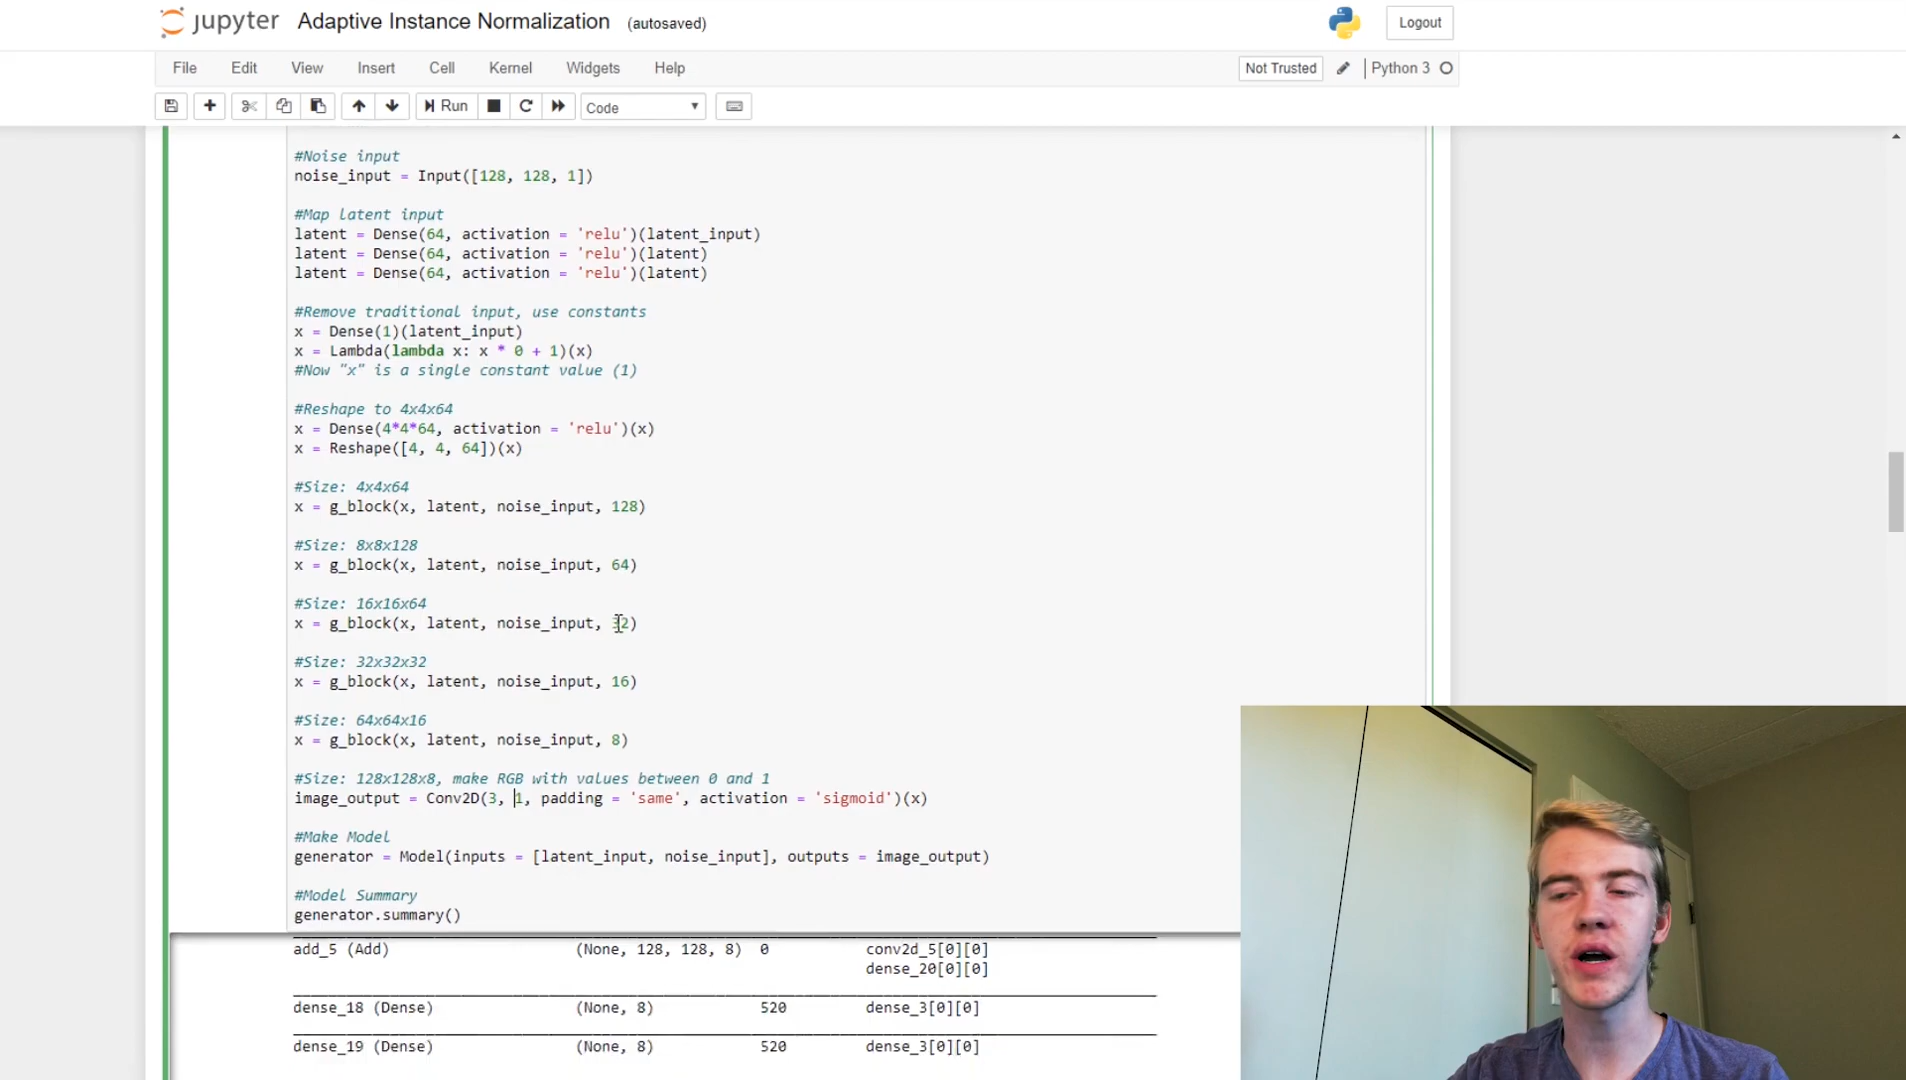 jupyter Adaptive Instance Normalization (autosaved)
Logout
File Edit View Insert Cell Kernel Widgets Help
Not Trusted
Python 3
Run
Code
#Noise input
noise_input = Input([128, 128, 1])
#Map latent input
latent = Dense(64, activation = 'relu')(latent_input)
latent = Dense(64, activation = 'relu')(latent)
latent = Dense(64, activation = 'relu')(latent)
#Remove traditional input, use constants
x = Dense(1)(latent_input)
x = Lambda(lambda x: x * 0 + 1)(x)
#Now "x" is a single constant value (1)
#Reshape to 4x4x64
x = Dense(4*4*64, activation = 'relu')(x)
x = Reshape([4, 4, 64])(x)
#Size: 4x4x64
x = g_block(x, latent, noise_input, 128)
#Size: 8x8x128
x = g_block(x, latent, noise_input, 64)
#Size: 16x16x64
x = g_block(x, latent, noise_input, 32)
#Size: 32x32x32
x = g_block(x, latent, noise_input, 16)
#Size: 64x64x16
x = g_block(x, latent, noise_input, 8)
#Size: 128x128x8, make RGB with values between 0 and 1
image_output = Conv2D(3, 1, padding = 'same', activation = 'sigmoid')(x)
#Make Model
generator = Model(inputs = [latent_input, noise_input], outputs = image_output)
#Model Summary
generator.summary()
add_5 (Add) (None, 128, 128, 8) 0 conv2d_5[0][0]
dense_20[0][0]
dense_18 (Dense) (None, 8) 520 dense_3[0][0]
dense_19 (Dense) (None, 8) 520 dense_3[0][0]